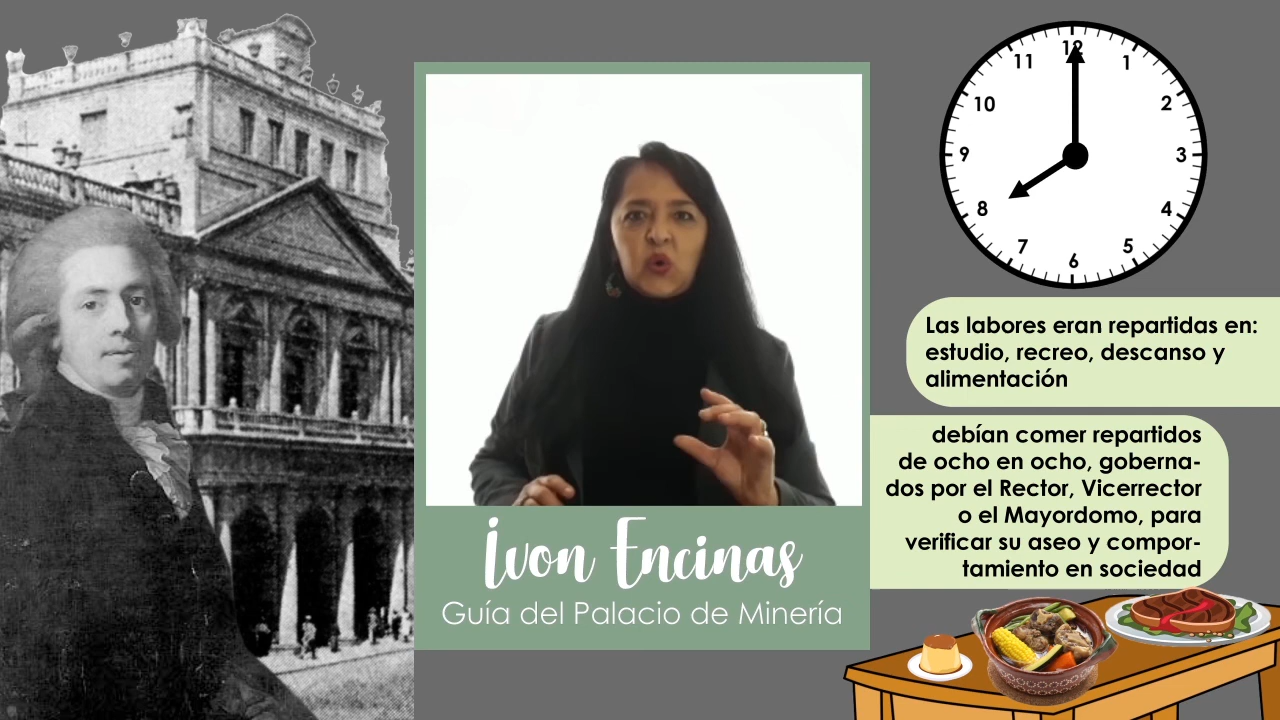 12
1
2
3
4
5
6
7
8
9
10
11
Las labores eran repartidas en:
estudio, recreo, descanso y
alimentación
debían comer repartidos
de ocho en ocho, goberna-
dos por el Rector, Vicerrector
o el Mayordomo, para
verificar su aseo y compor-
tamiento en sociedad
Ivon Encinas
Guía del Palacio de Minería